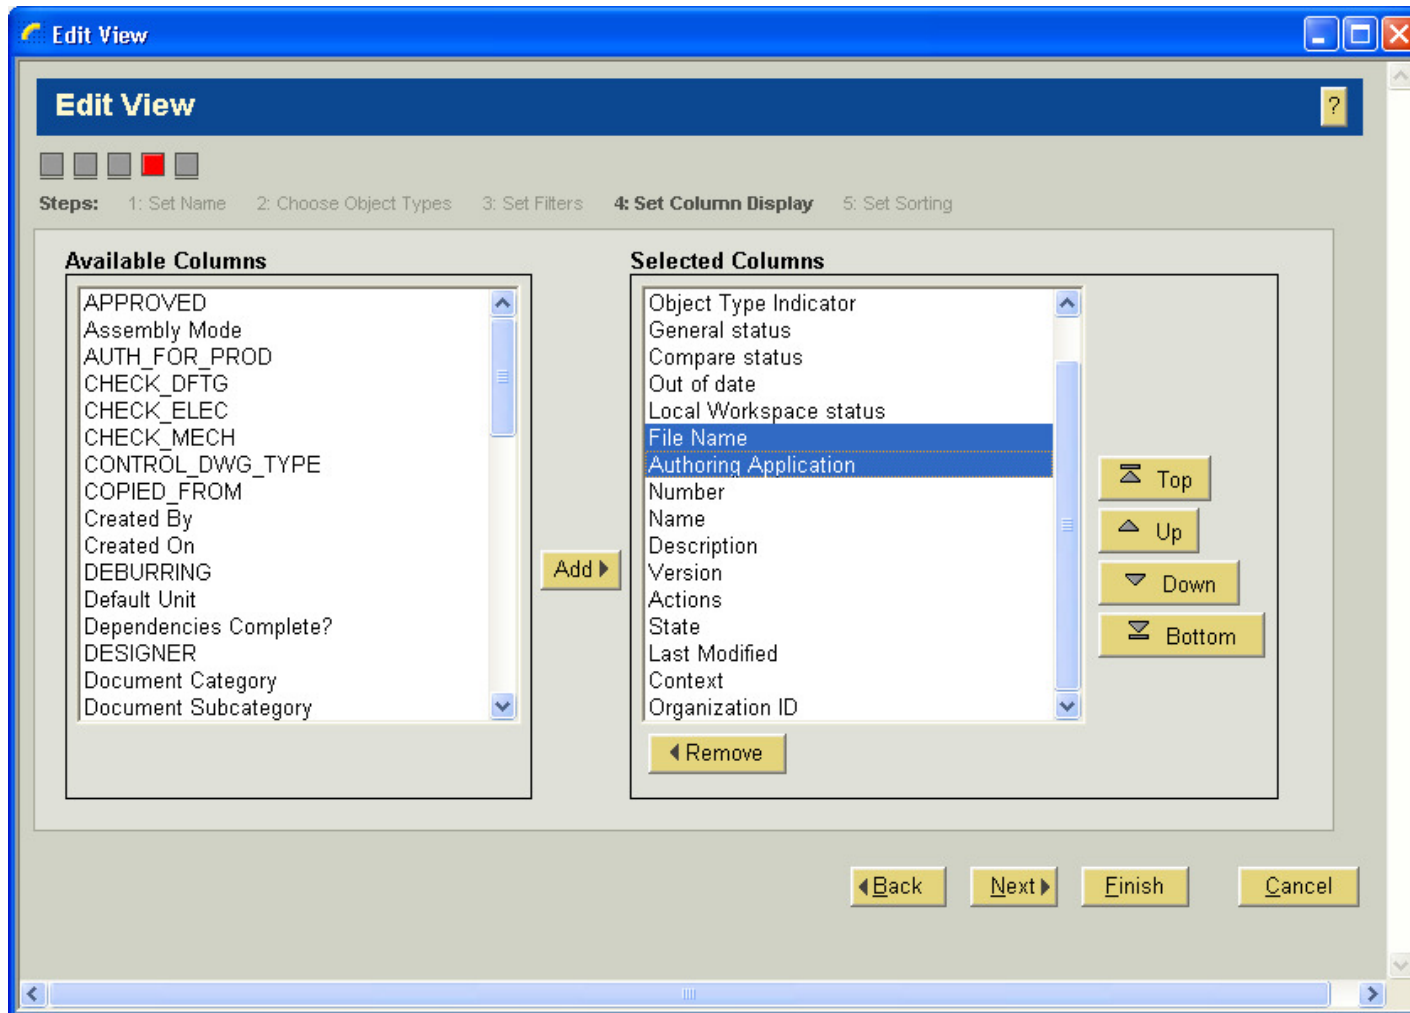 Edit View
Edit View
?
Steps: 1: Set Name 2: Choose Object Types 3: Set Filters 4: Set Column Display 5: Set Sorting
Available Columns
APPROVED
Assembly Mode
AUTH_FOR_PROD
CHECK_DFTG
CHECK_ELEC
CHECK_MECH
CONTROL_DWG_TYPE
COPIED_FROM
Created By
Created On
DEBURRING
Default Unit
Dependencies Complete?
DESIGNER
Document Category
Document Subcategory
Add
Selected Columns
Object Type Indicator
General status
Compare status
Out of date
Local Workspace status
File Name
Authoring Application
Number
Name
Description
Version
Actions
State
Last Modified
Context
Organization ID
Remove
Top
Up
Down
Bottom
Back Next Finish Cancel